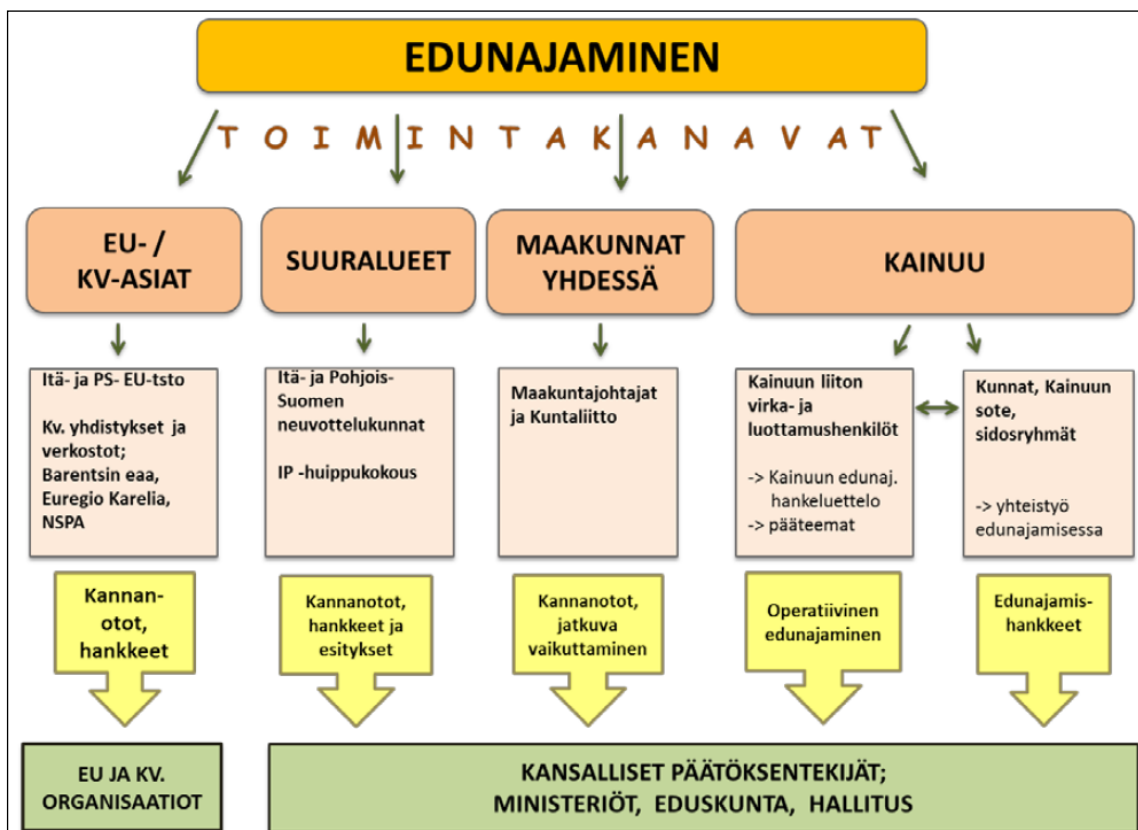 EDUNAJAMINEN
TOIMINTAKANAVAT
EU- /
KV-ASIAT
SUURALUEET
MAAKUNNAT
YHDESSÄ
KAINUU
Itä- ja PS- EU-tsto
Kv. yhdistykset ja
verkostot;
Barentsin eaa,
Euregio Karelia,
NSPA
Itä- ja Pohjois-
Suomen
neuvottelukunnat
IP -huippukokous
Maakuntajohtajat
ja Kuntaliitto
Kainuun liiton
virka- ja
luottamushenkilöt
-> Kainuun edunaj.
hankeluettelo
-> pääteemat
Kunnat, Kainuun
sote,
sidosryhmät
-> yhteistyö
edunajamisessa
Kannan-
otot,
hankkeet
Kannanotot,
hankkeet ja
esitykset
Kannanotot,
jatkuva
vaikuttaminen
Operatiivinen
edunajaminen
Edunajamis-
hankkeet
EU JA KV.
ORGANISAATIOT
KANSALLISET PÄÄTÖKSENTEKIJÄT;
MINISTERIÖT, EDUSKUNTA, HALLITUS